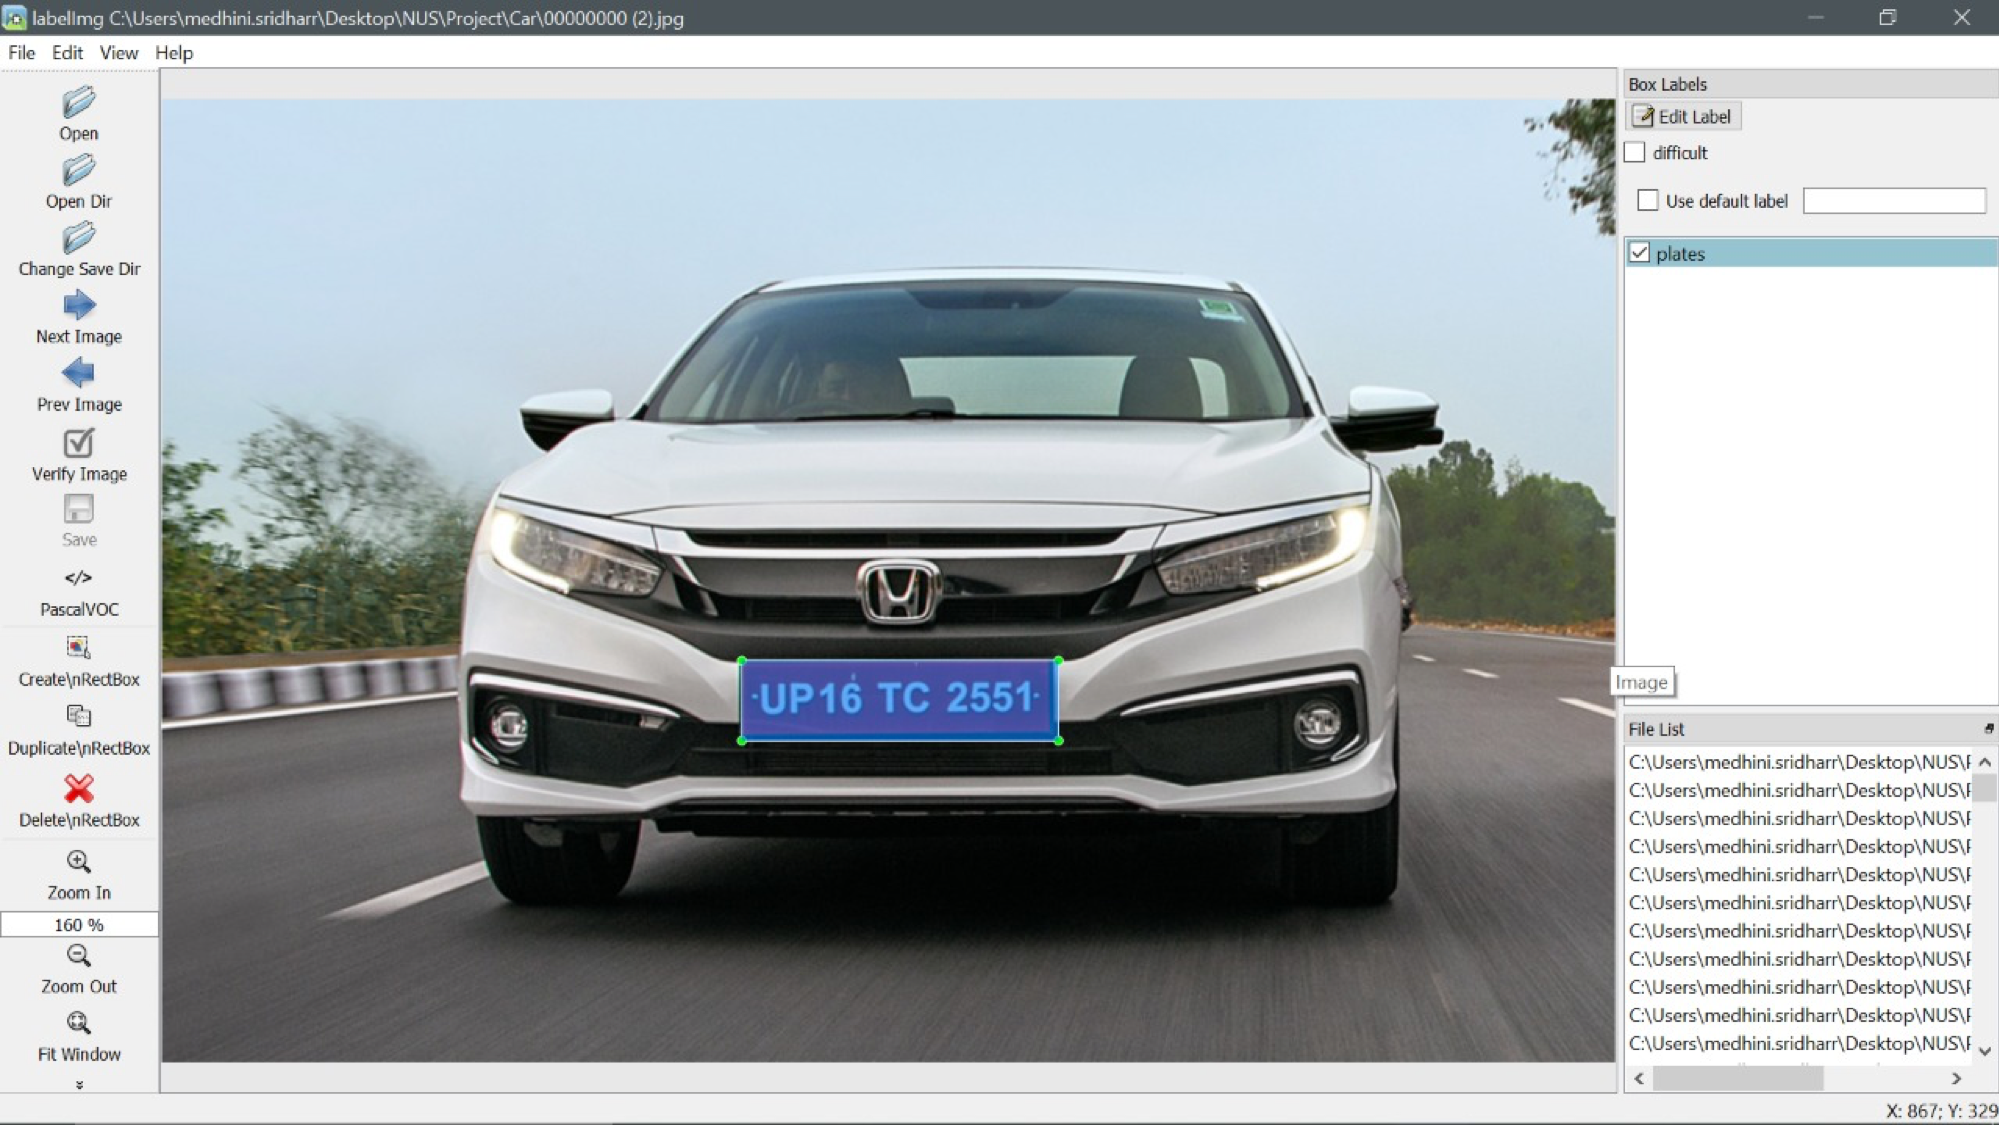 labelImg C:\Users\medhini.sridharr\Desktop\NUS\Project\Car\00000000 (2).jpg
File Edit View Help
Open
Open Dir
Change Save Dir
Next Image
Prev Image
Verify Image
Save
</>
PascalVOC
Create\nRectBox
Duplicate\nRectBox
Delete\nRectBox
Zoom In
160 %
Zoom Out
Fit Window
·UP16 TC 2551·
Box Labels
Edit Label
difficult
Use default label
plates
Image
File List
C:\Users\medhini.sridharr\Desktop\NUS\
C:\Users\medhini.sridharr\Desktop\NUS\
C:\Users\medhini.sridharr\Desktop\NUS\
C:\Users\medhini.sridharr\Desktop\NUS\
C:\Users\medhini.sridharr\Desktop\NUS\
C:\Users\medhini.sridharr\Desktop\NUS\
C:\Users\medhini.sridharr\Desktop\NUS\
C:\Users\medhini.sridharr\Desktop\NUS\
C:\Users\medhini.sridharr\Desktop\NUS\
C:\Users\medhini.sridharr\Desktop\NUS\
C:\Users\medhini.sridharr\Desktop\NUS\
X: 867; Y: 329